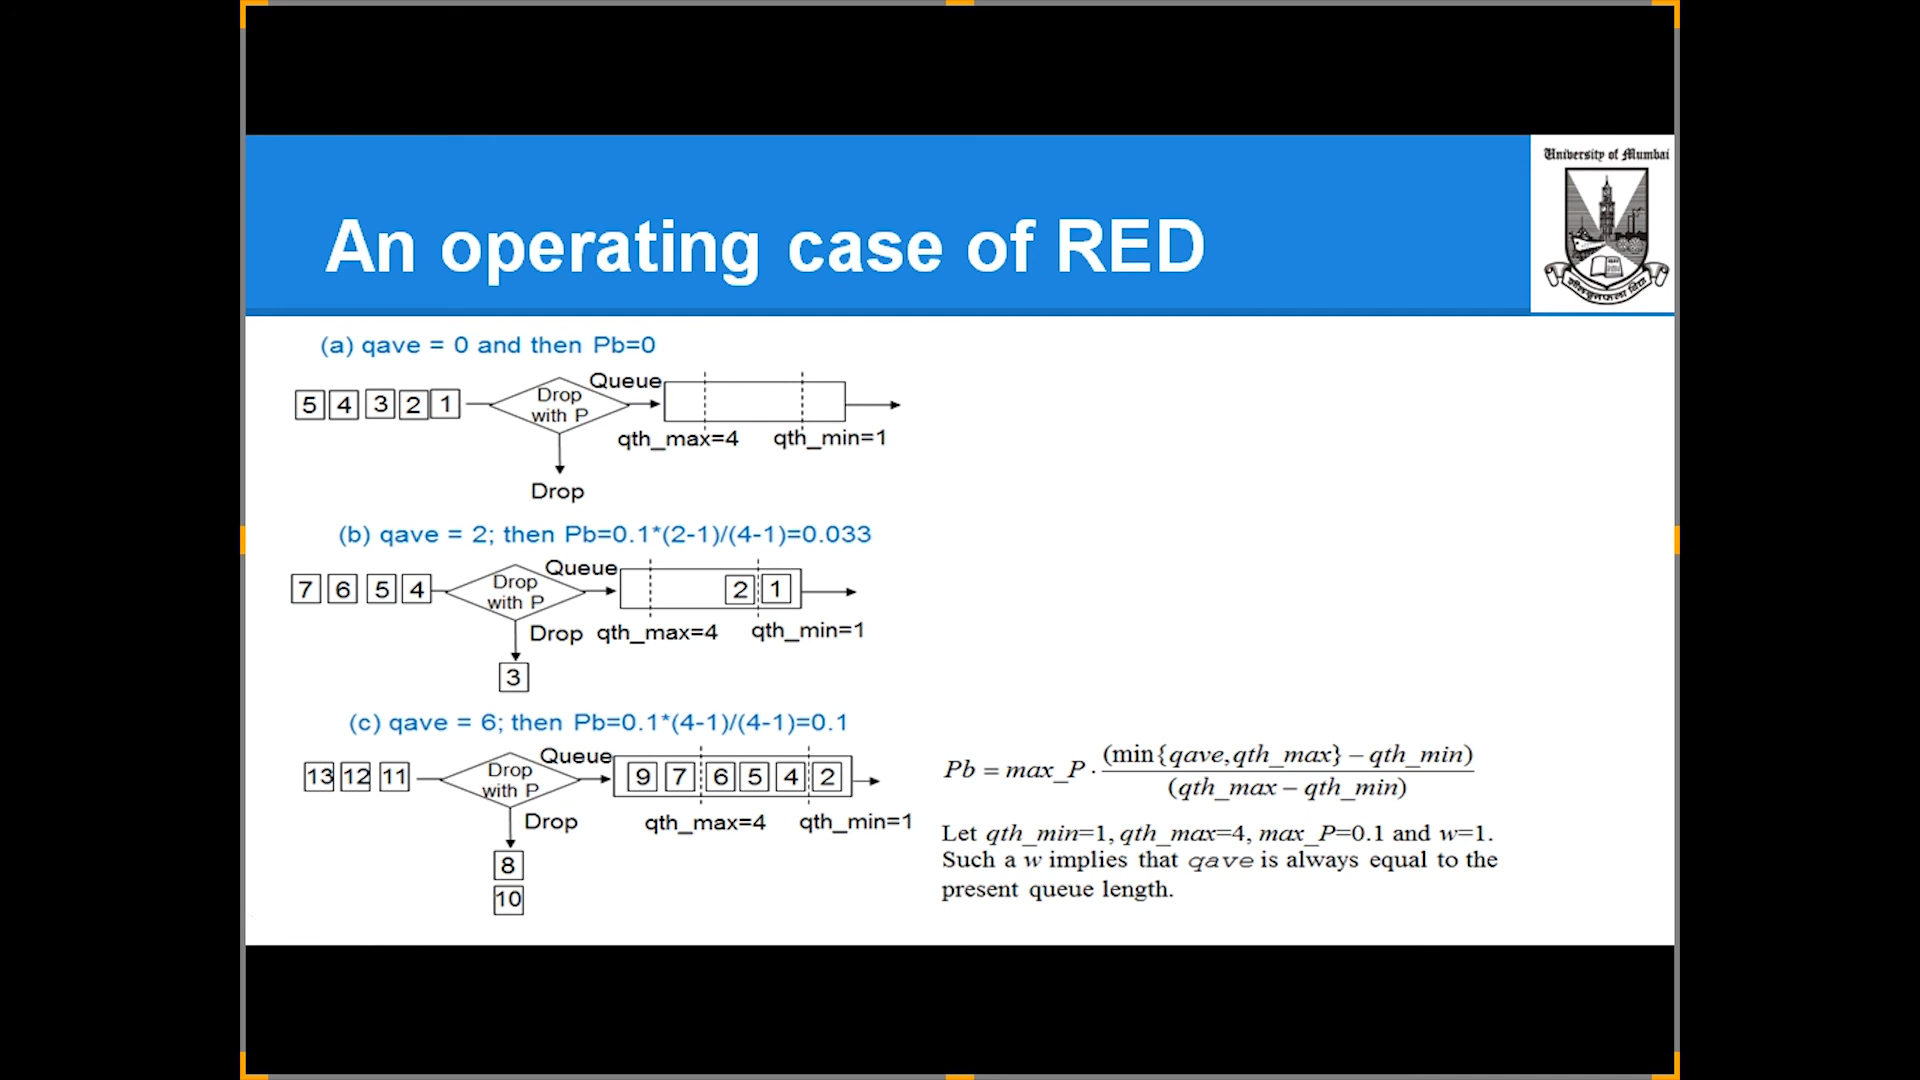 University of Mumbai
An operating case of RED
(a) qave = 0 and then Pb=0
Queue
5 4 3 2 1
Drop
with P
qth_max=4 qth_min=1
Drop
(b) qave = 2; then Pb=0.1*(2-1)/(4-1)=0.033
Queue
7 6 5 4
Drop
with P
2 1
Drop qth_max=4 qth_min=1
3
(c) qave = 6; then Pb=0.1*(4-1)/(4-1)=0.1
Queue
13 12 11
Drop
with P
9 7 6 5 4 2
Drop qth_max=4 qth_min=1
8
10
Pb = max_P · (min{qave,qth_max} − qth_min)
(qth_max − qth_min)
Let qth_min=1, qth_max=4, max_P=0.1 and w=1.
Such a w implies that qave is always equal to the
present queue length.